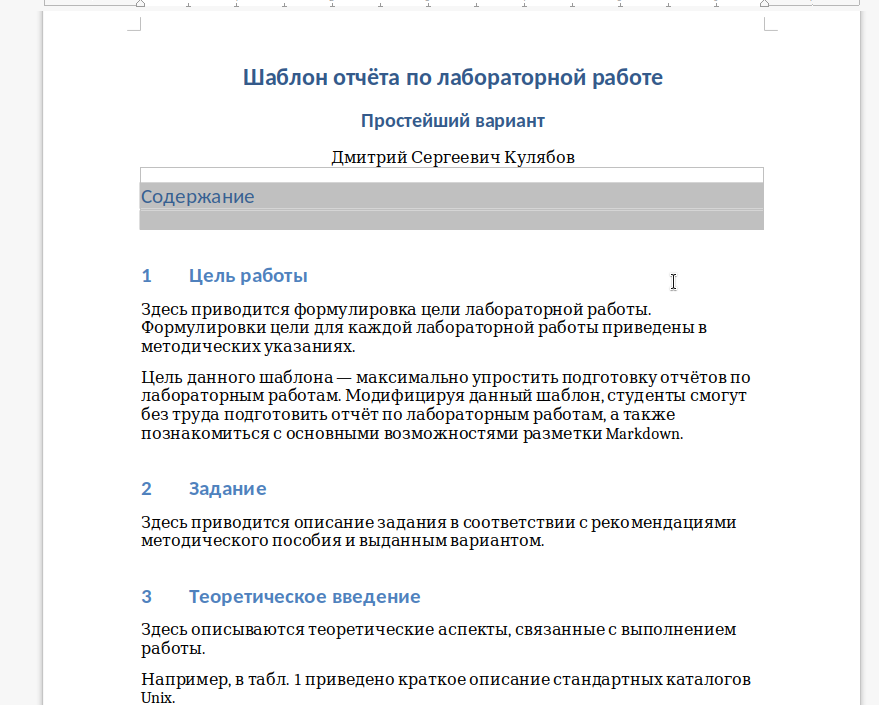 Шаблон отчёта по лабораторной работе
Простейший вариант
Дмитрий Сергеевич Кулябов
Содержание
1 Цель работы
Здесь приводится формулировка цели лабораторной работы.
Формулировки цели для каждой лабораторной работы приведены в
методических указаниях.
Цель данного шаблона — максимально упростить подготовку отчётов по
лабораторным работам. Модифицируя данный шаблон, студенты смогут
без труда подготовить отчёт по лабораторным работам, а также
познакомиться с основными возможностями разметки Markdown.
2 Задание
Здесь приводится описание задания в соответствии с рекомендациями
методического пособия и выданным вариантом.
3 Теоретическое введение
Здесь описываются теоретические аспекты, связанные с выполнением
работы.
Например, в табл. 1 приведено краткое описание стандартных каталогов
Unix.